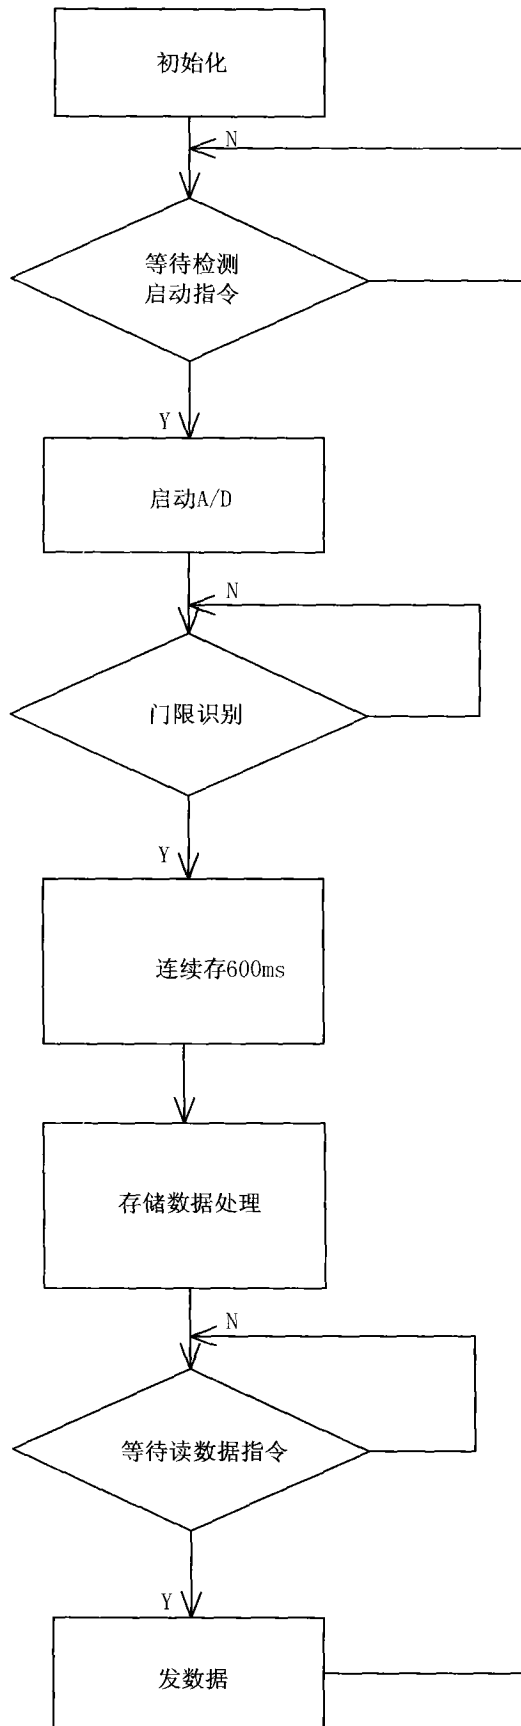 初始化
N
等待检测
启动指令
Y
启动A/D
N
门限识别
Y
连续存600ms
存储数据处理
N
等待读数据指令
Y
发数据